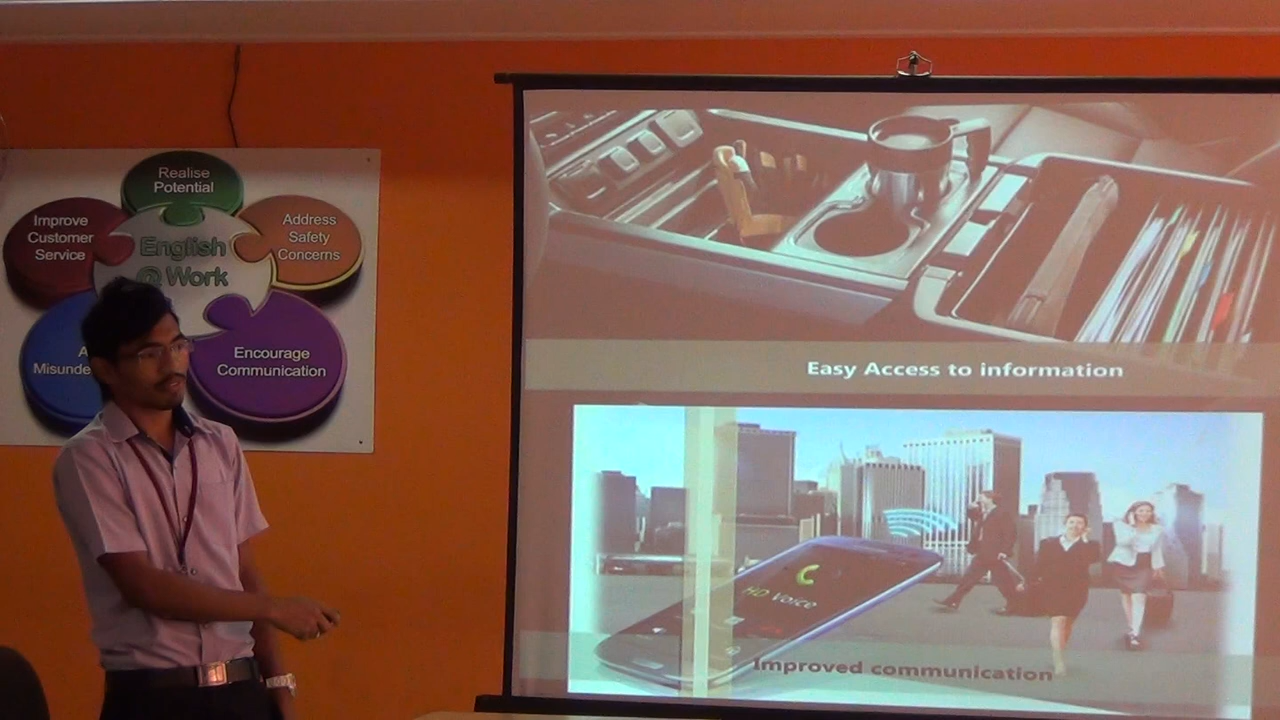 Realise
Potential
Improve
Customer
Service
Address
Safety
Concerns
English
@ Work
A
Misunde
Encourage
Communication
Easy Access to information
HD Voice
Improved communication